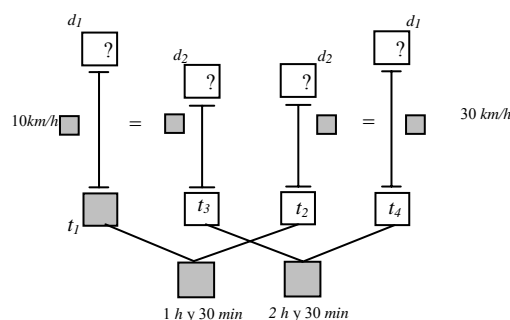 d1 d2 d2 d1
? ? ? ?
10km/h = = 30 km/h
t1 t3 t2 t4
1 h y 30 min 2 h y 30 min